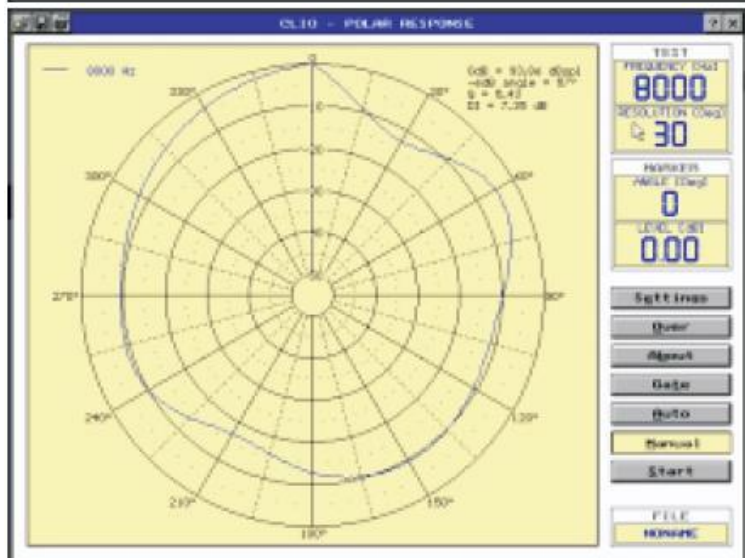 CLIO - POLAR RESPONSE
? x
8000 Hz
0
30°
60°
90°
120°
150°
180°
210°
240°
270°
300°
330°
TEST
FREQUENCY (Hz)
8000
RESOLUTION (Deg)
30
MARKER
ANGLE (Deg)
0
LEVEL (dB)
0.00
Settings
Over
About
Gate
Auto
Manual
Start
FILE
NONAME